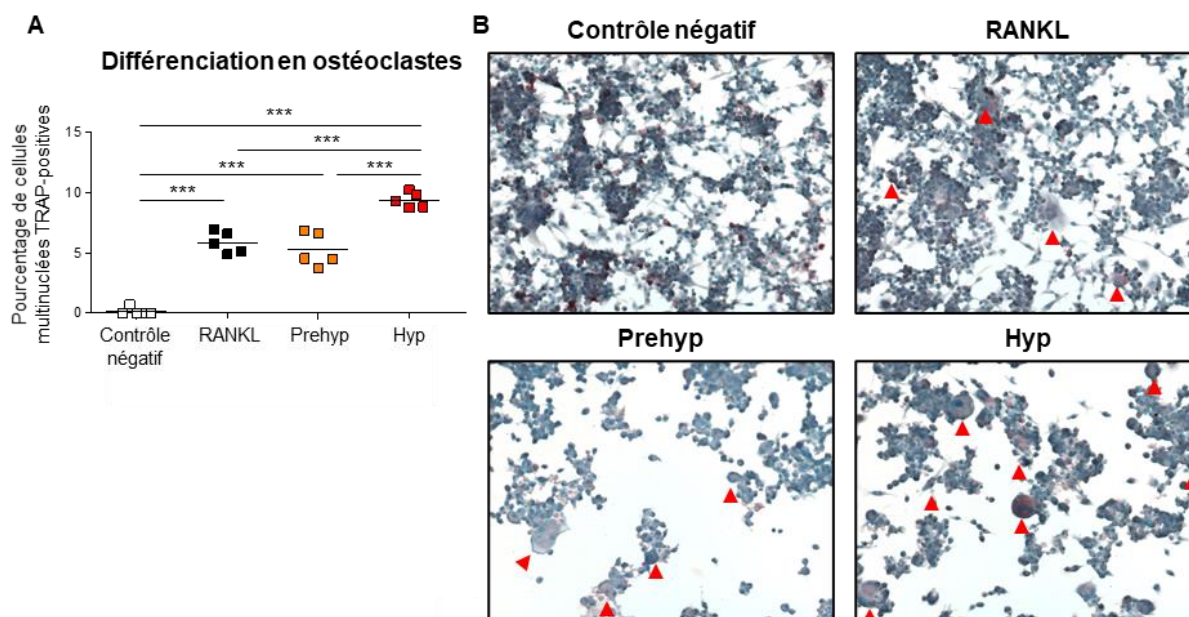 A
Différenciation en ostéoclastes
Pourcentage de cellules
multinuclées TRAP-positives
15
10
5
0
***
***
***
***
***
Contrôle
négatif
RANKL
Prehyp
Hyp
B
Contrôle négatif
RANKL
Prehyp
Hyp